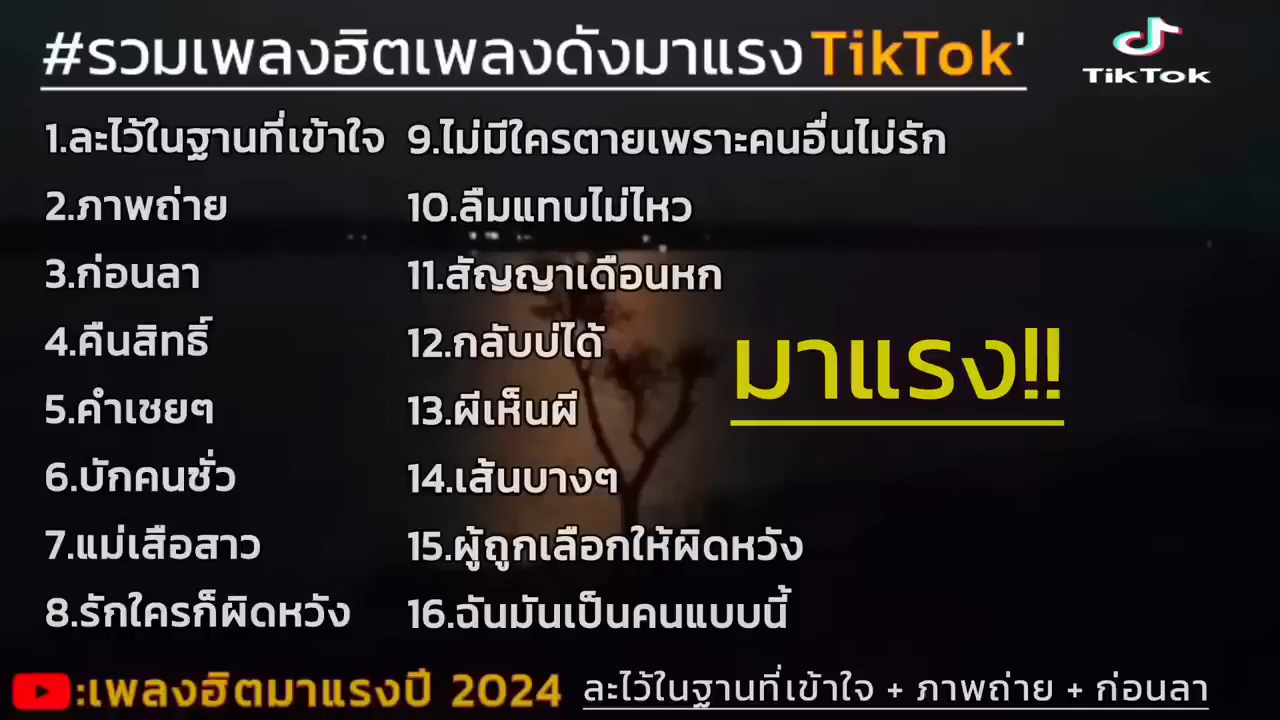 #รวมเพลงฮิตเพลงดังมาแรงTikTok'
TikTok
1.ละไว้ในฐานที่เข้าใจ
2.ภาพถ่าย
3.ก่อนลา
4.คืนสิทธิ์
5.คำเชยๆ
6.บักคนชั่ว
7.แม่เสือสาว
8.รักใครก็ผิดหวัง
9.ไม่มีใครตายเพราะคนอื่นไม่รัก
10.ลืมแทบไม่ไหว
11.สัญญาเดือนหก
12.กลับบ่ได้
13.ผีเห็นผี
14.เส้นบางๆ
15.ผู้ถูกเลือกให้ผิดหวัง
16.ฉันมันเป็นคนแบบนี้
มาแรง!!
:เพลงฮิตมาแรงปี 2024
ละไว้ในฐานที่เข้าใจ + ภาพถ่าย + ก่อนลา